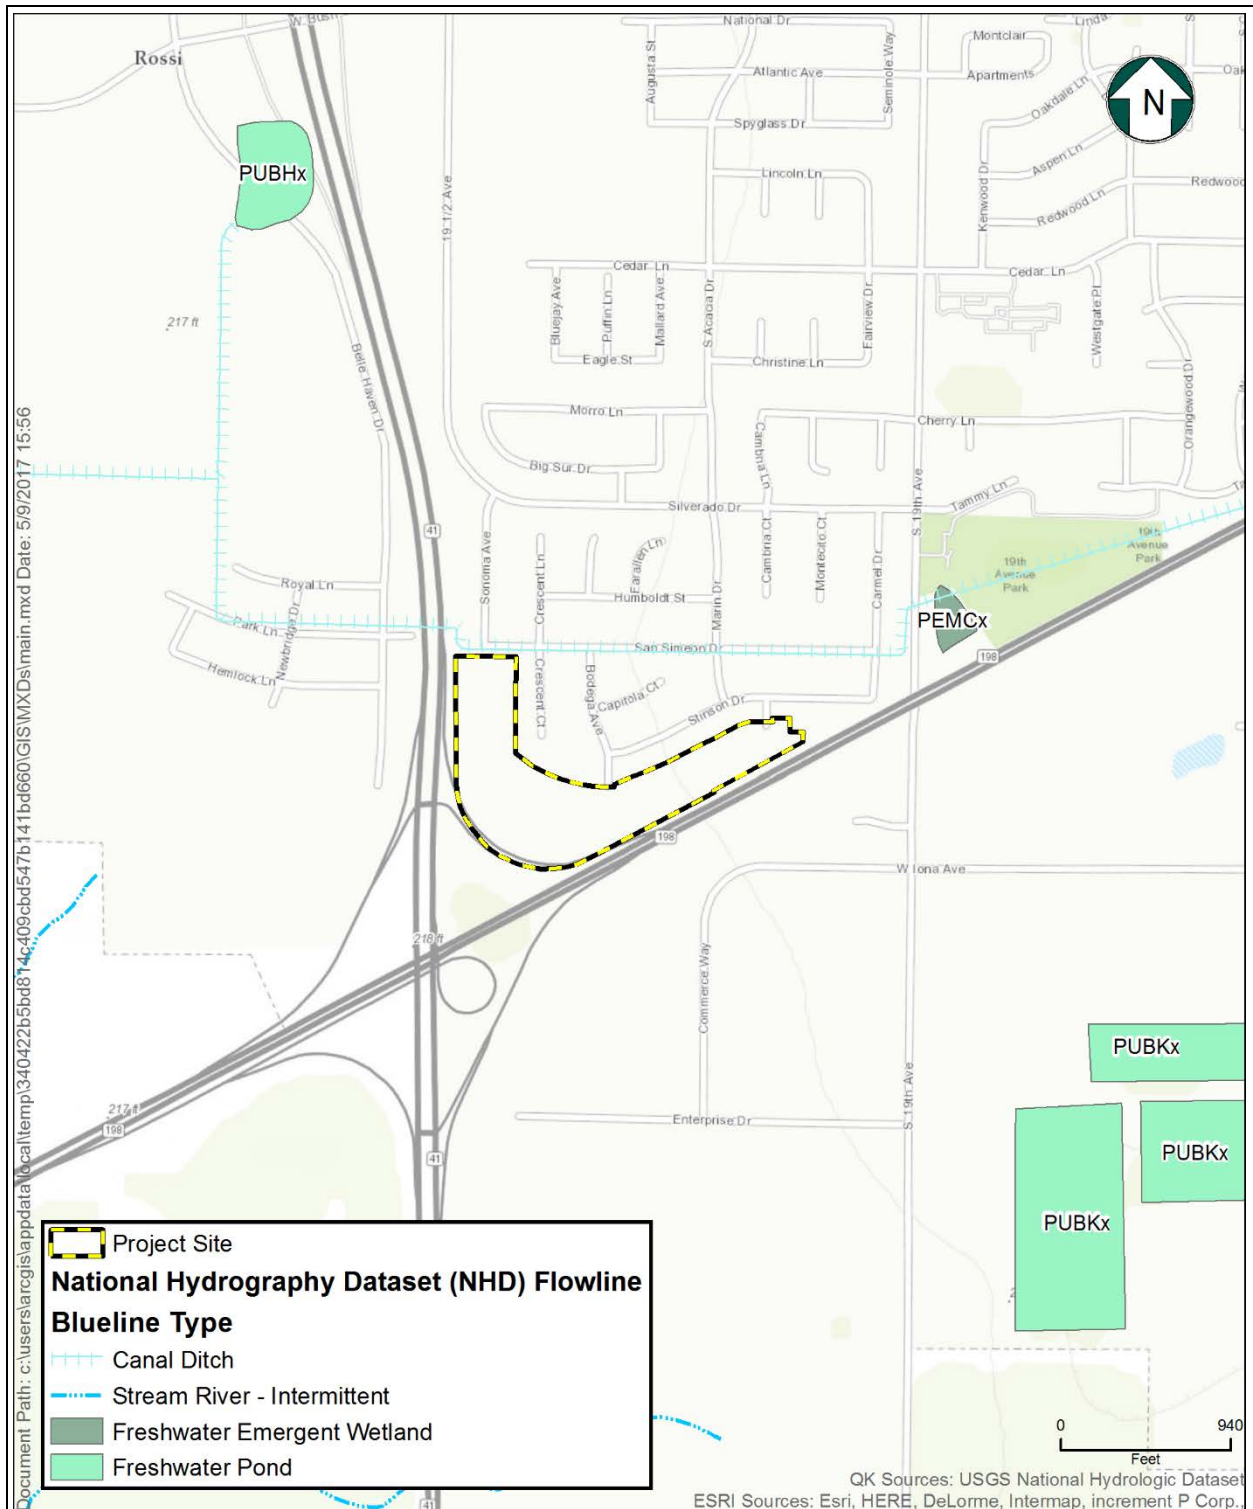 W. Bush
Rossi
National Dr
Augusta St
Seminole Way
Atlantic Ave
Spyglass Dr
Montclair
Apartments
Linda
Oakdale Ln
Oak
N
PUBHx
19 1/2 Ave
Lincoln Ln
Kenwood Dr
Aspen Ln
Redwood Ln
Redwood
Cedar Ln
Cedar Ln
217 ft
Bluejay Ave
Puffin Ln
Mallard Ave
S Acacia Dr
Fairview Dr
Westgate Pl
Eagle St
Christine Ln
Belle Haven Dr
Orangewood Dr
Morro Ln
Cambria Ln
Cherry Ln
Big Sur Dr
S 19th Ave
Tammy Ln
Silverado Dr
41
Sonoma Ave
Crescent Ln
Farallen Ln
Marin Dr
Cambria Ct
Montecito Ct
Carmel Dr
19th
Avenue
Park
19th
Avenue
Park
Royal Ln
Humboldt St
PEMCx
Park Ln
Newbridge Dr
Hemlock Ln
San Simeon Dr
198
Crescent Ct
Bodega Ave
Capitola Ct
Stinson Dr
198
W Iona Ave
218 ft
Commerce Way
PUBKx
S 19th Ave
217 ft
198
Enterprise Dr
41
PUBKx
PUBKx
Project Site
National Hydrography Dataset (NHD) Flowline
Blueline Type
Canal Ditch
Stream River - Intermittent
Freshwater Emergent Wetland
Freshwater Pond
0 940
Feet
41
QK Sources: USGS National Hydrologic Dataset
ESRI Sources: Esri, HERE, DeLorme, Intermap, increment P Corp.,
Document Path: c:\users\arcgis\appdata\local\temp\340422b5bd814c409cbd547b141bd660\GIS\MXDs\main.mxd Date: 5/9/2017 15:56